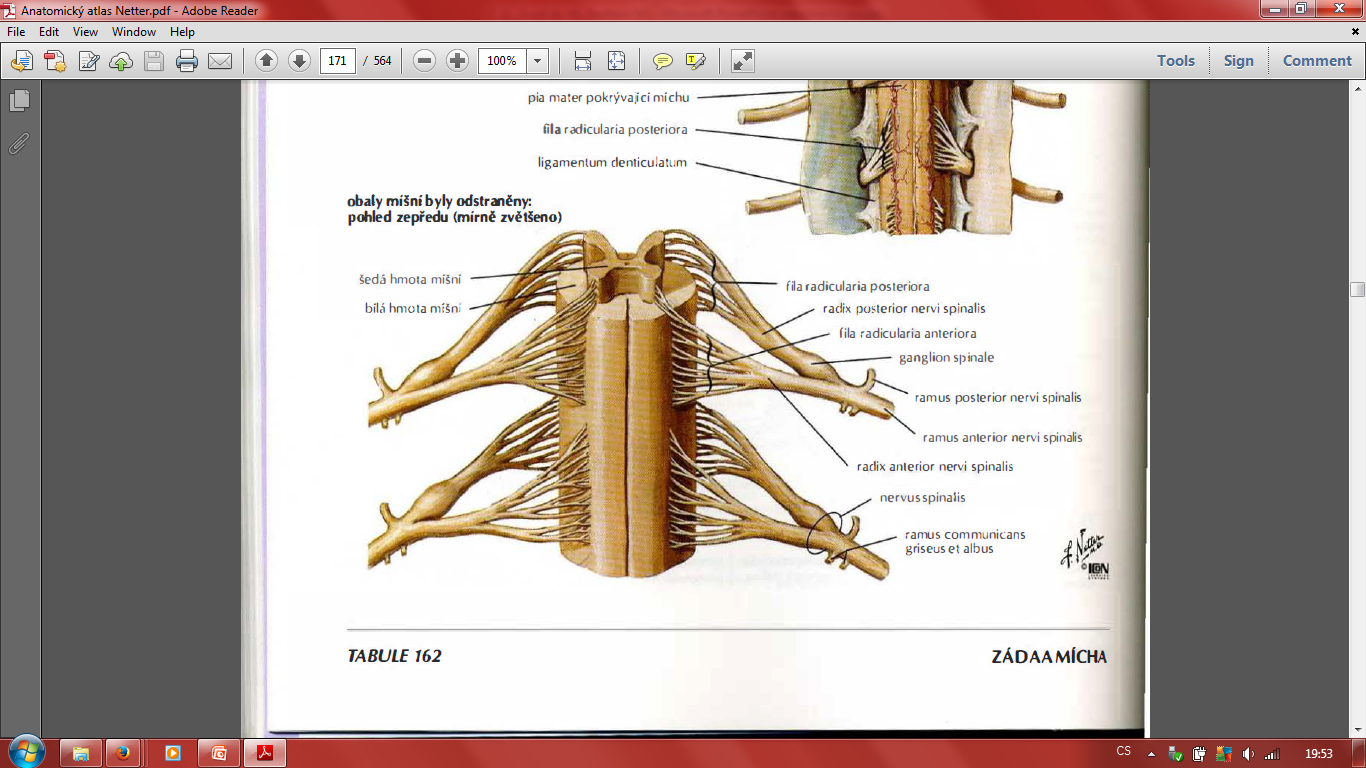 Anatomický atlas Netter.pdf - Adobe Reader
File Edit View Window Help
171 / 564 100% Tools Sign Comment
pia mater pokrývající míchu
fila radicularia posteriora
ligamentum denticulatum
obaly míšní byly odstraněny:
pohled zepředu (mírně zvětšeno)
šedá hmota míšní
bílá hmota míšní
fila radicularia posteriora
radix posterior nervi spinalis
fila radicularia anteriora
ganglion spinale
ramus posterior nervi spinalis
ramus anterior nervi spinalis
radix anterior nervi spinalis
nervus spinalis
ramus communicans
griseus et albus
F. Netter
M.D.
© ICON
TABULE 162
ZÁDA A MÍCHA
CS 19:53